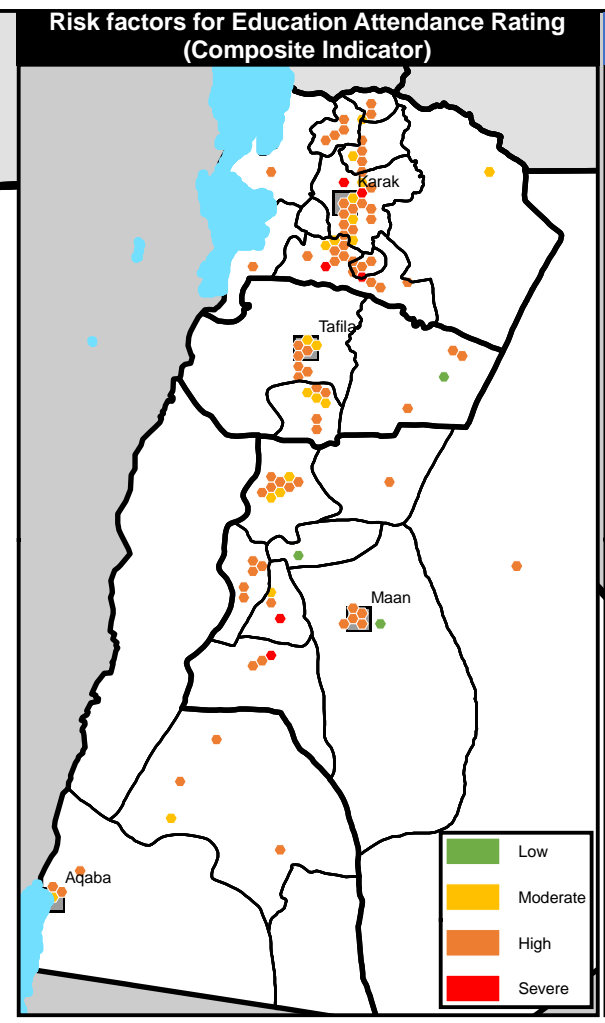 Risk factors for Education Attendance Rating
(Composite Indicator)
Karak
Tafila
Maan
Aqaba
Low
Moderate
High
Severe